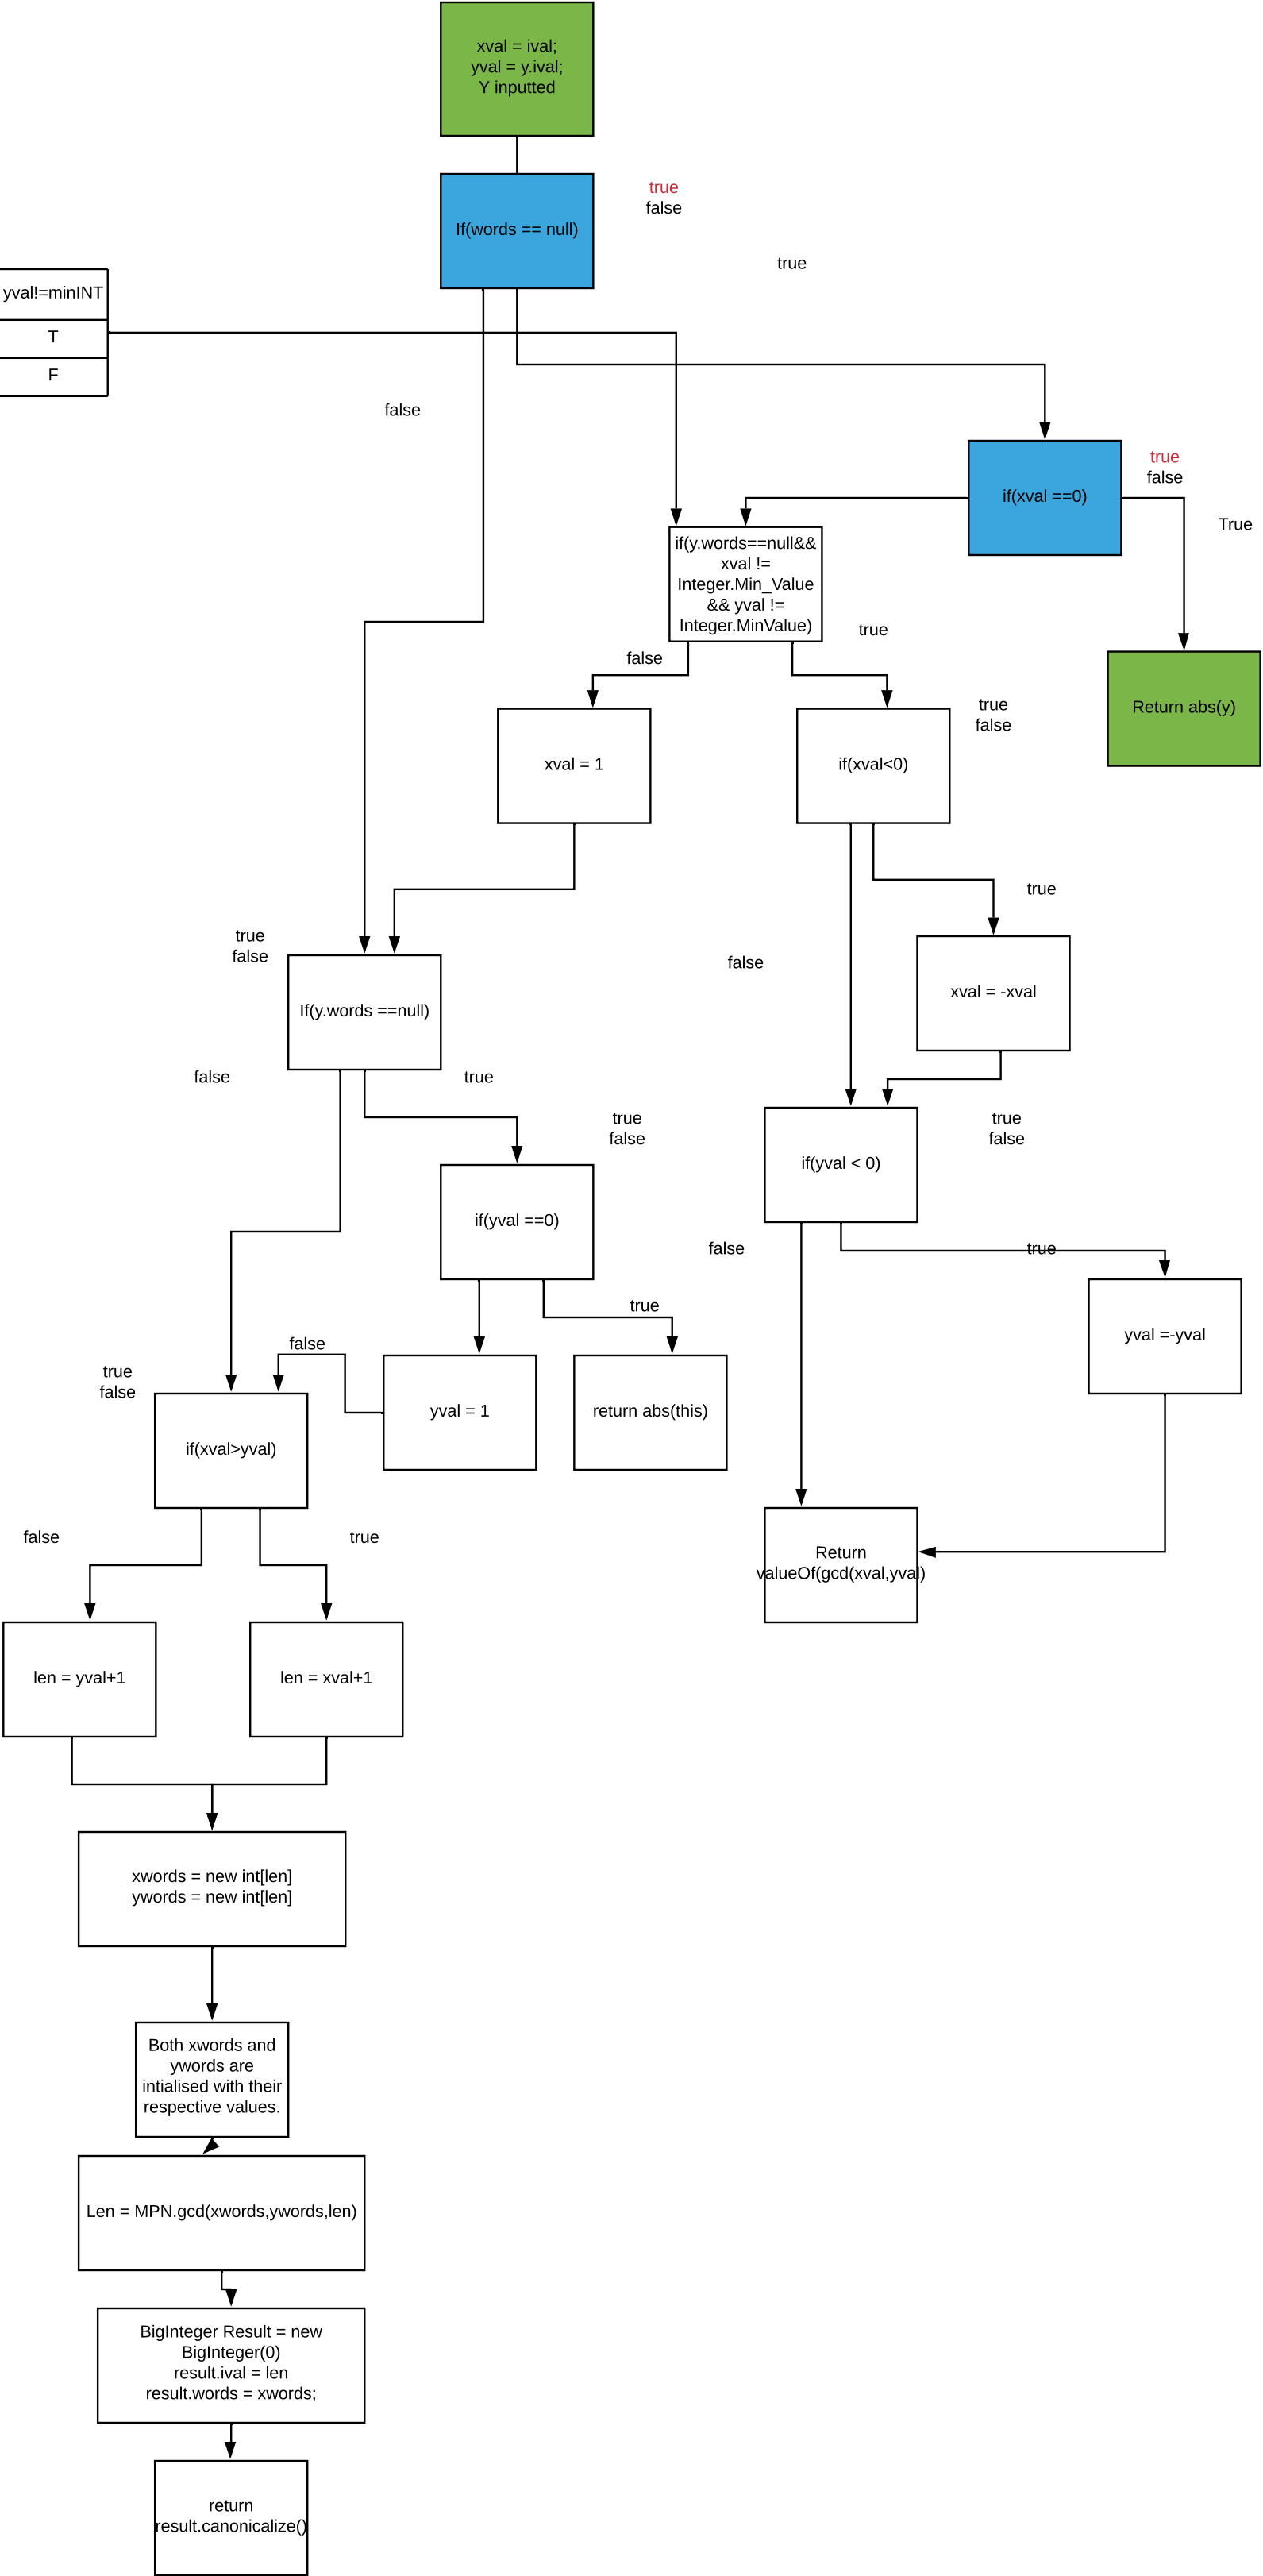 xval = ival;
yval = y.ival;
Y inputted
true
false
If(words == null)
true
yval!=minINT
T
F
false
true
false
if(xval ==0)
True
if(y.words==null&&
xval !=
Integer.Min_Value
&& yval !=
Integer.MinValue)
true
false
Return abs(y)
true
false
xval = 1
if(xval<0)
true
true
false
false
xval = -xval
If(y.words ==null)
false
true
true
false
true
false
if(yval < 0)
if(yval ==0)
false
true
true
yval =-yval
false
true
false
yval = 1
return abs(this)
if(xval>yval)
false
true
Return
valueOf(gcd(xval,yval)
len = yval+1
len = xval+1
xwords = new int[len]
ywords = new int[len]
Both xwords and
ywords are
intialised with their
respective values.
Len = MPN.gcd(xwords,ywords,len)
BigInteger Result = new
BigInteger(0)
result.ival = len
result.words = xwords;
return
result.canonicalize()